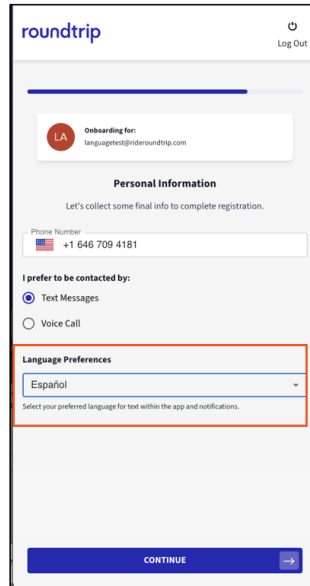 roundtrip
Log Out
LA
Onboarding for:
languagetest@rideroundtrip.com
Personal Information
Let's collect some final info to complete registration.
Phone Number
+1 646 709 4181
I prefer to be contacted by:
Text Messages
Voice Call
Language Preferences
Español
Select your preferred language for text within the app and notifications.
CONTINUE